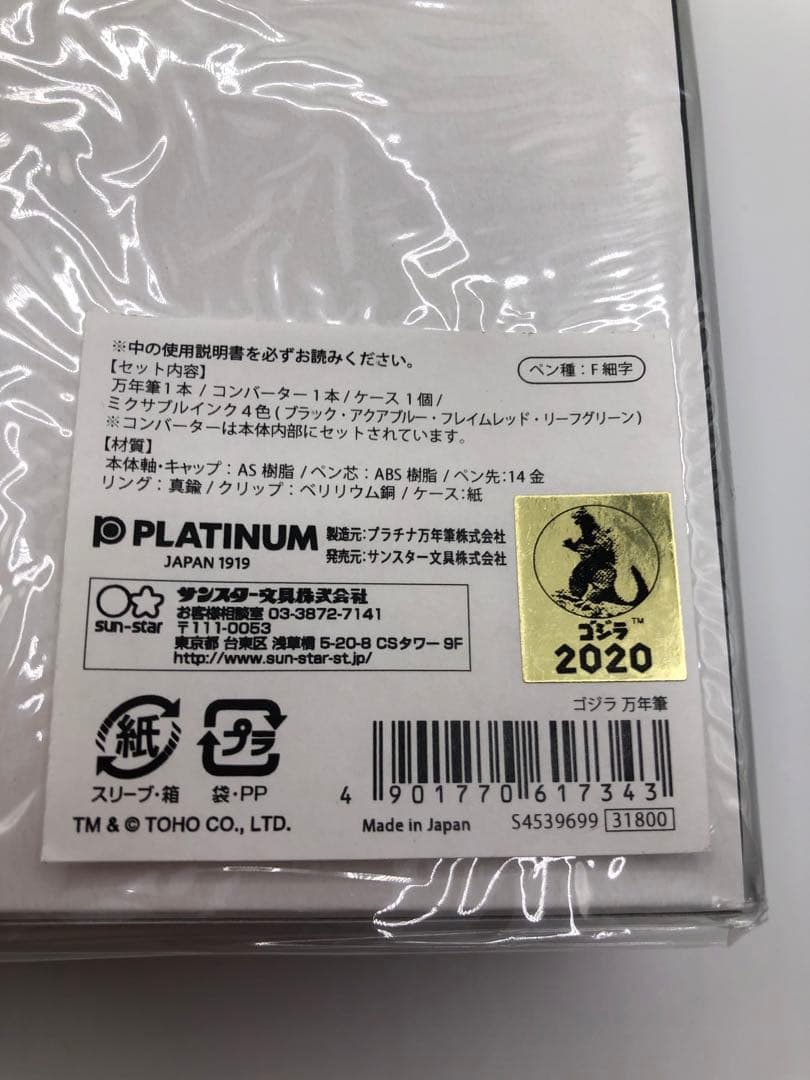 ※中の使用説明書を必ずお読みください。
【セット内容】
ペン種：F細字
万年筆1本 / コンバーター1本/ケース 1個/
ミクサブルインク4色(ブラック・アクアブルー・フレイムレッド・リーフグリーン)
※コンバーターは本体内部にセットされています。
【材質】
本体軸・キャップ：AS樹脂/ペン芯：ABS樹脂/ペン先:14金
リング：真鍮/クリップ：ベリリウム銅/ケース:紙
PLATINUM
JAPAN 1919
製造元:プラチナ万年筆株式会社
発売元:サンスター文具株式会社
sun-star
サンスター文具株式会社
お客様相談室 03-3872-7141
〒111-0053
東京都 台東区 浅草橋 5-20-8 CSタワー 9F
http://www.sun-star-st.jp/
ゴジラ™
2020
ゴジラ 万年筆
紙
スリーブ・箱
プラ
袋・PP
4 901770 617343
TM & © TOHO CO., LTD.
Made in Japan
S4539699 31800